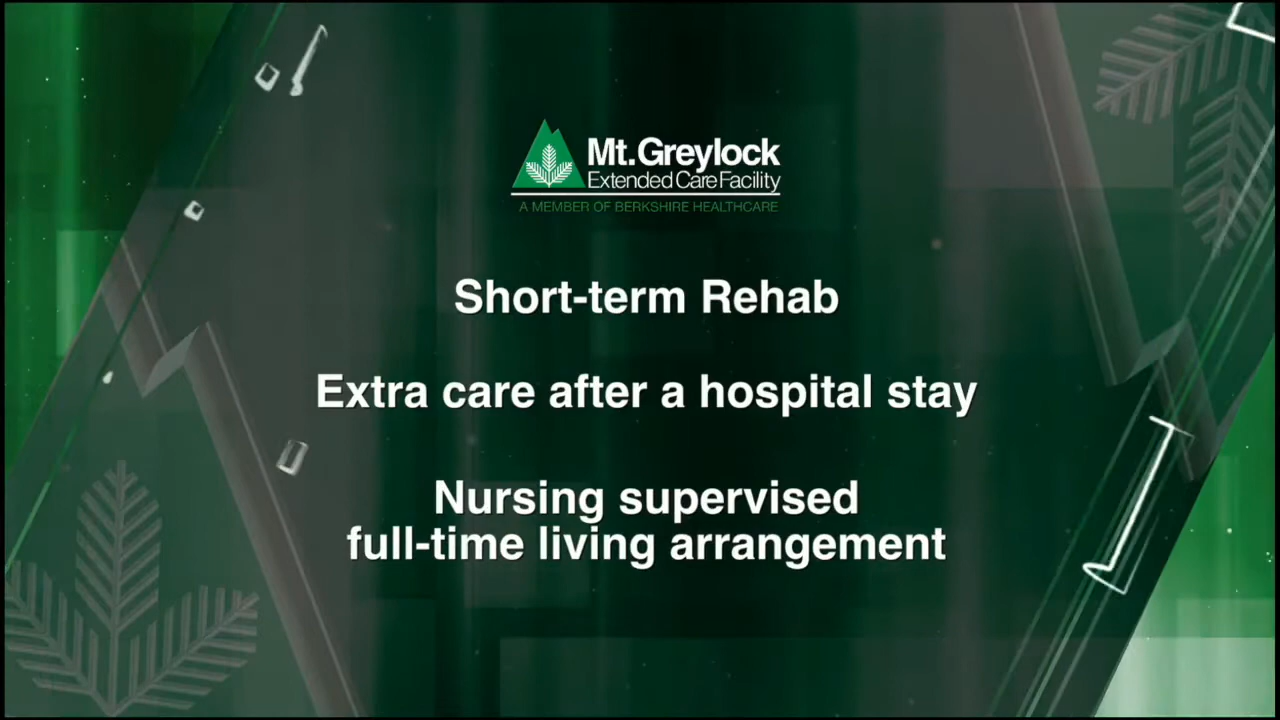 Mt. Greylock
Extended Care Facility
A MEMBER OF BERKSHIRE HEALTHCARE
Short-term Rehab
Extra care after a hospital stay
Nursing supervised
full-time living arrangement